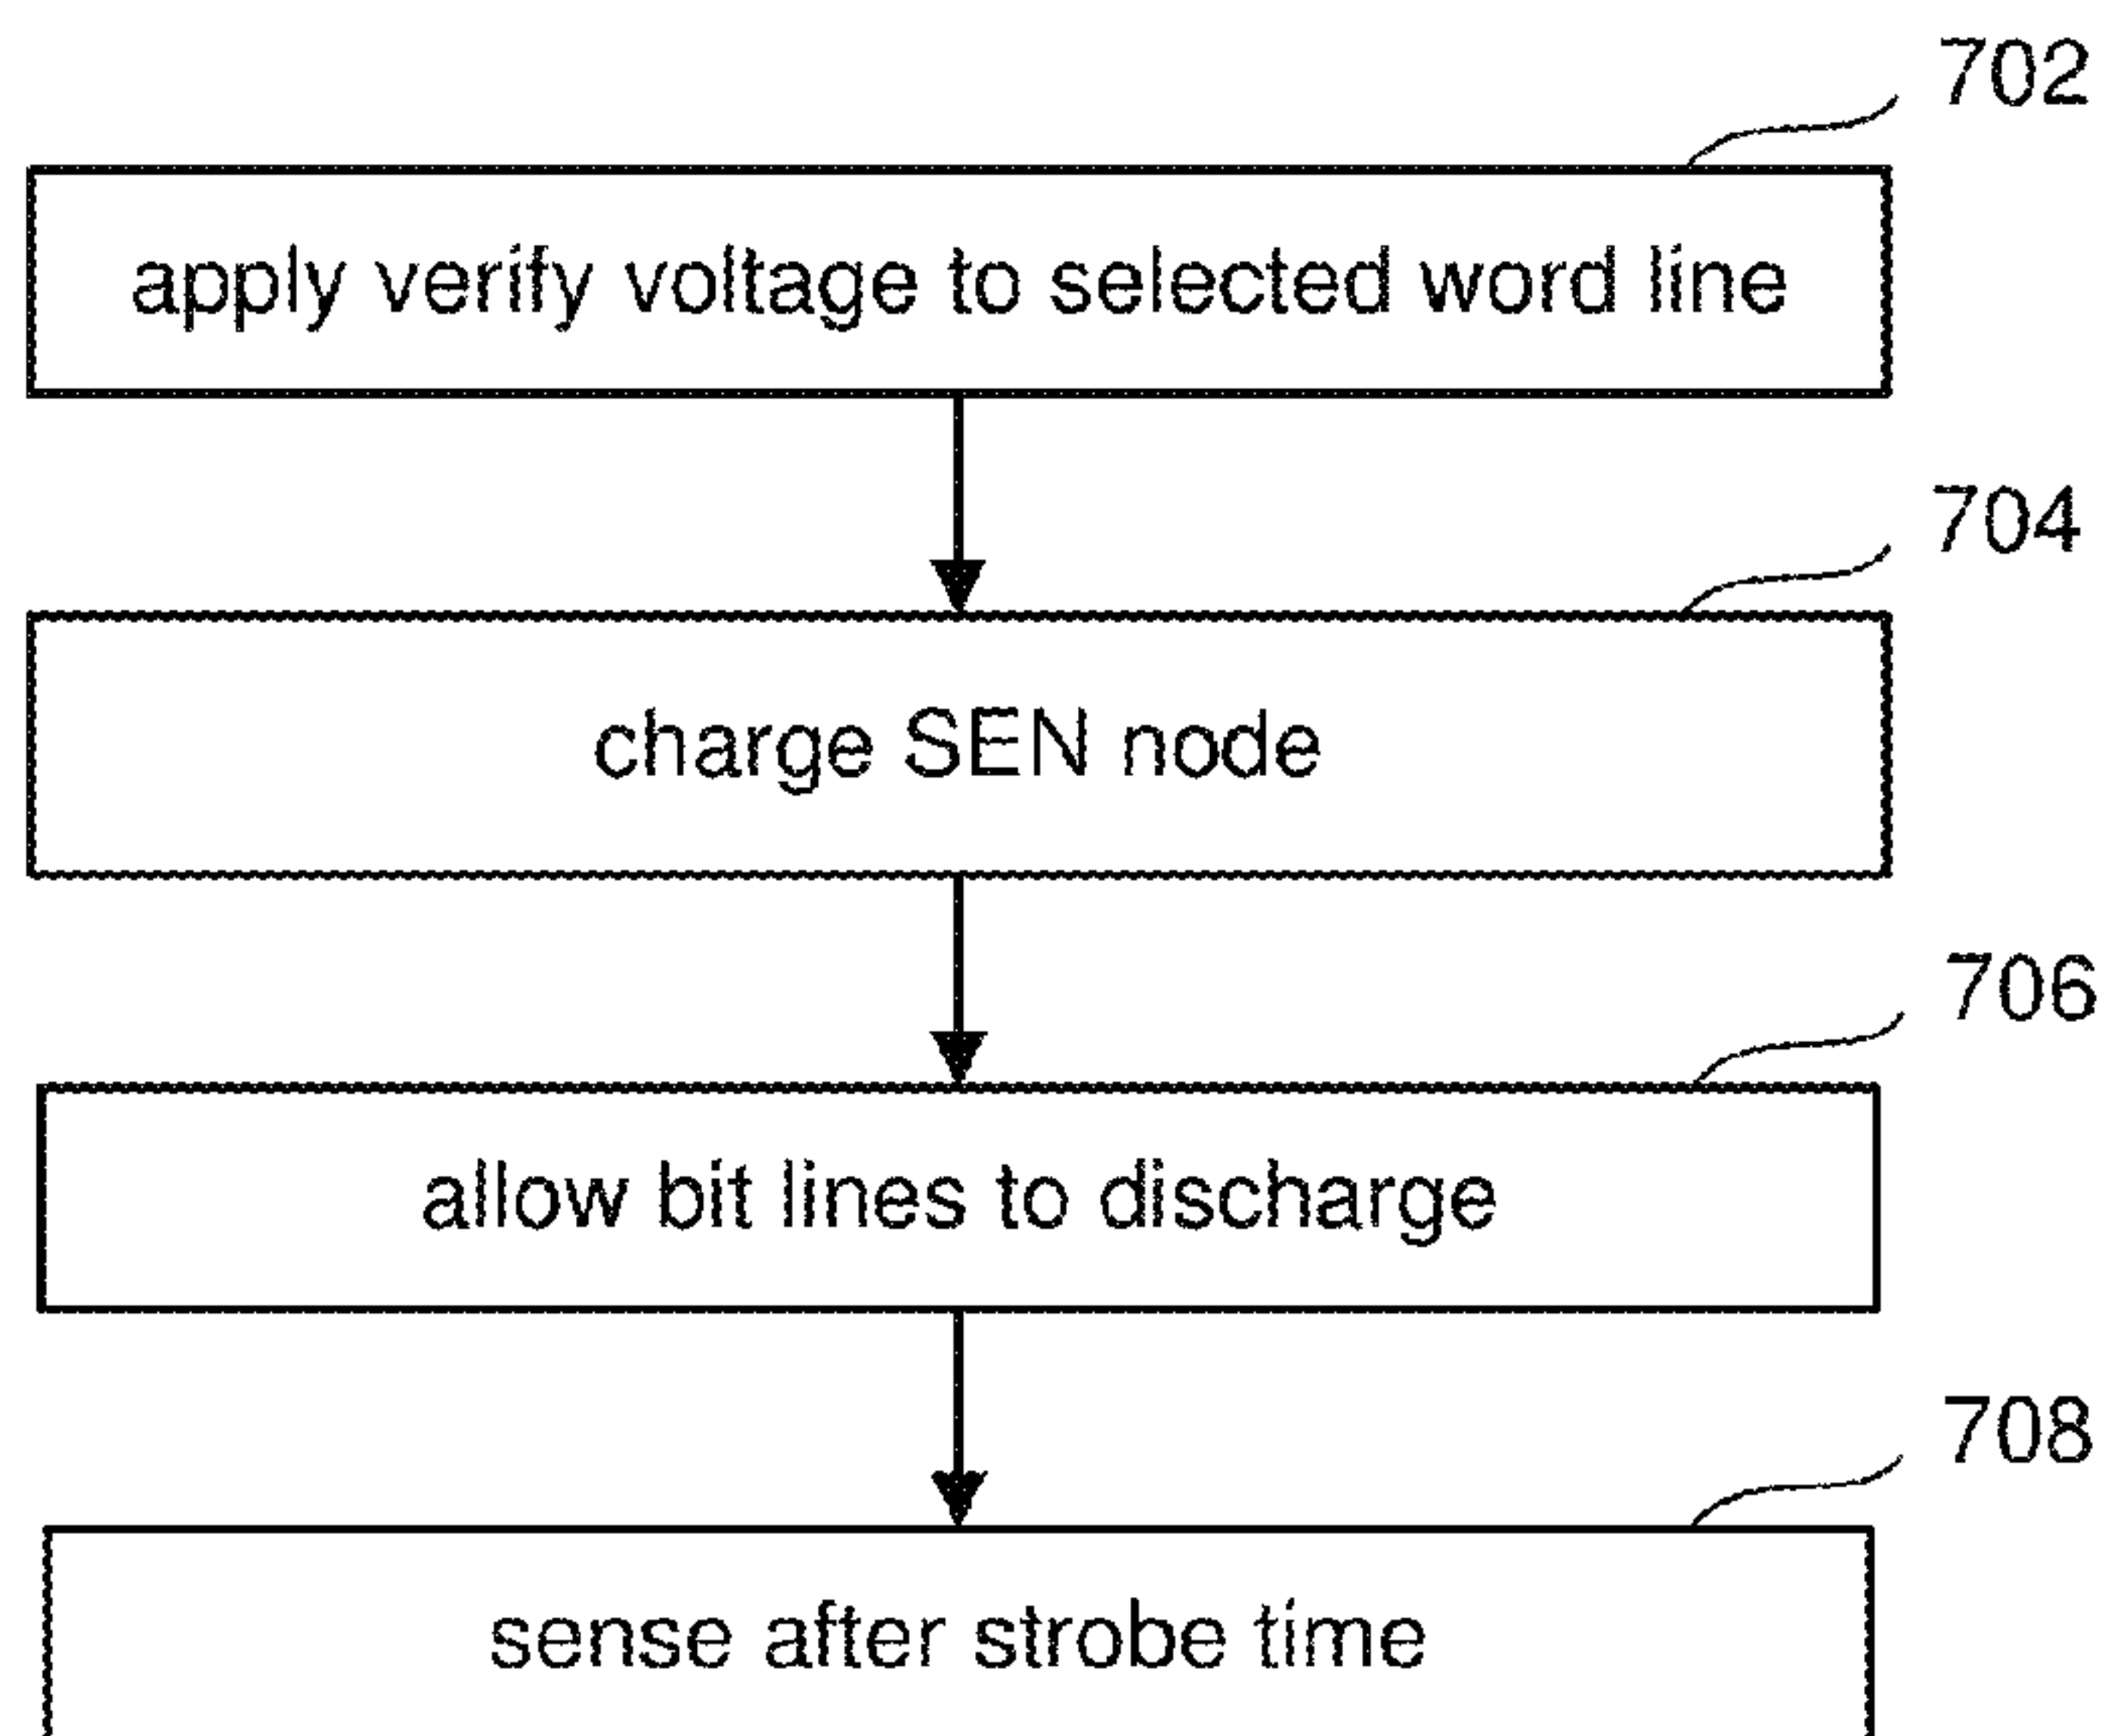 702
apply verify voltage to selected word line
704
charge SEN node
706
allow bit lines to discharge
708
sense after strobe time